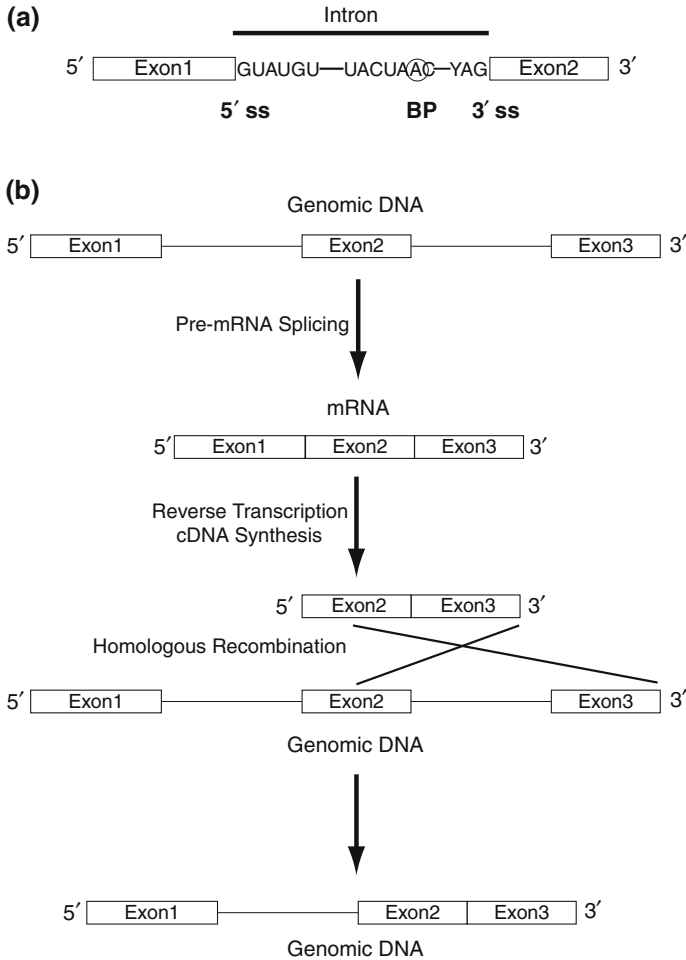 (a)
Intron
5′ Exon1 GUAUGU—UACUAAC—YAG Exon2 3′
5′ ss BP 3′ ss
(b)
Genomic DNA
5′ Exon1 Exon2 Exon3 3′
Pre-mRNA Splicing
mRNA
5′ Exon1 Exon2 Exon3 3′
Reverse Transcription
cDNA Synthesis
5′ Exon2 Exon3 3′
Homologous Recombination
5′ Exon1 Exon2 Exon3 3′
Genomic DNA
5′ Exon1 Exon2 Exon3 3′
Genomic DNA